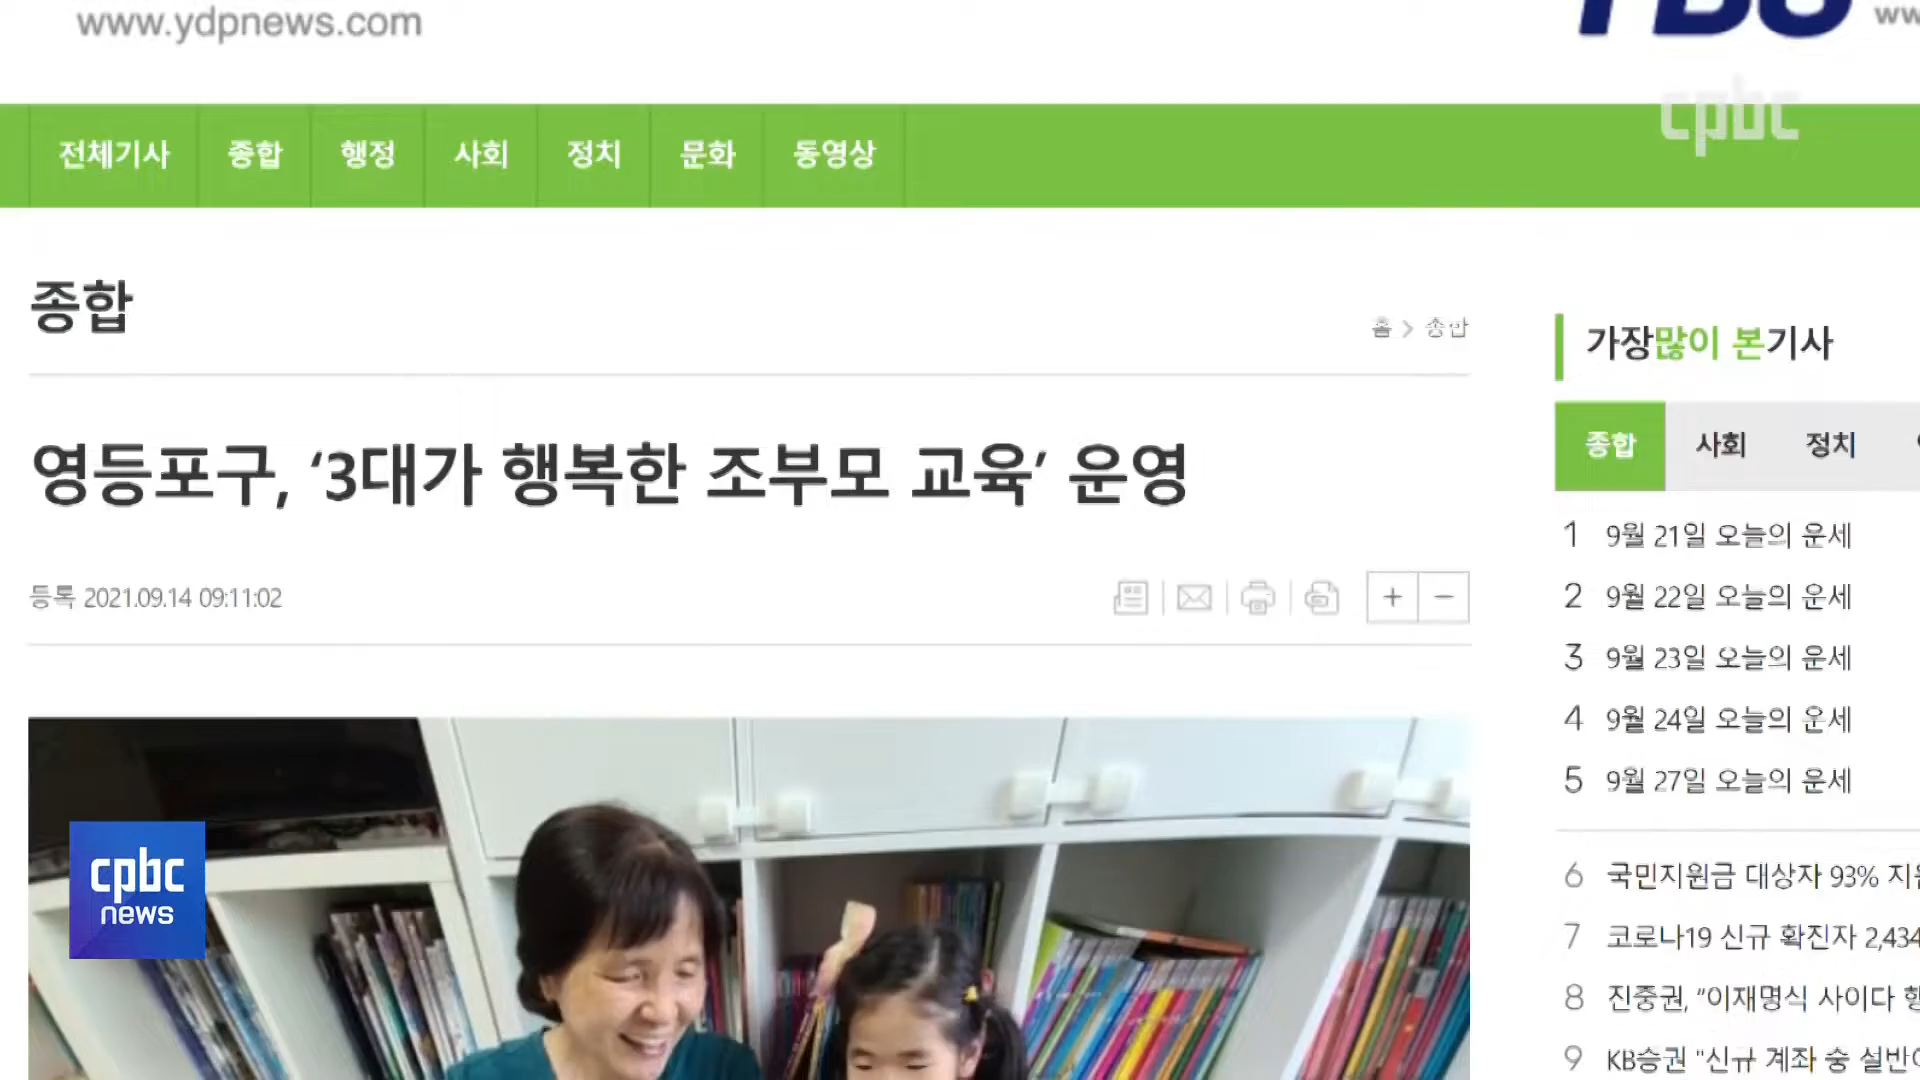 www.ydpnews.com
cpbc
전체기사 종합 행정 사회 정치 문화 동영상
종합
홈 > 종합
영등포구, ‘3대가 행복한 조부모 교육’ 운영
등록 2021.09.14 09:11:02
+ −
가장많이 본기사
종합 사회 정치
1 9월 21일 오늘의 운세
2 9월 22일 오늘의 운세
3 9월 23일 오늘의 운세
4 9월 24일 오늘의 운세
5 9월 27일 오늘의 운세
6 국민지원금 대상자 93%
7 코로나19 신규 확진자 2,434
8 진중권, “이재명식 사이다
9 KB증권 "신규 계좌 중
cpbc
news